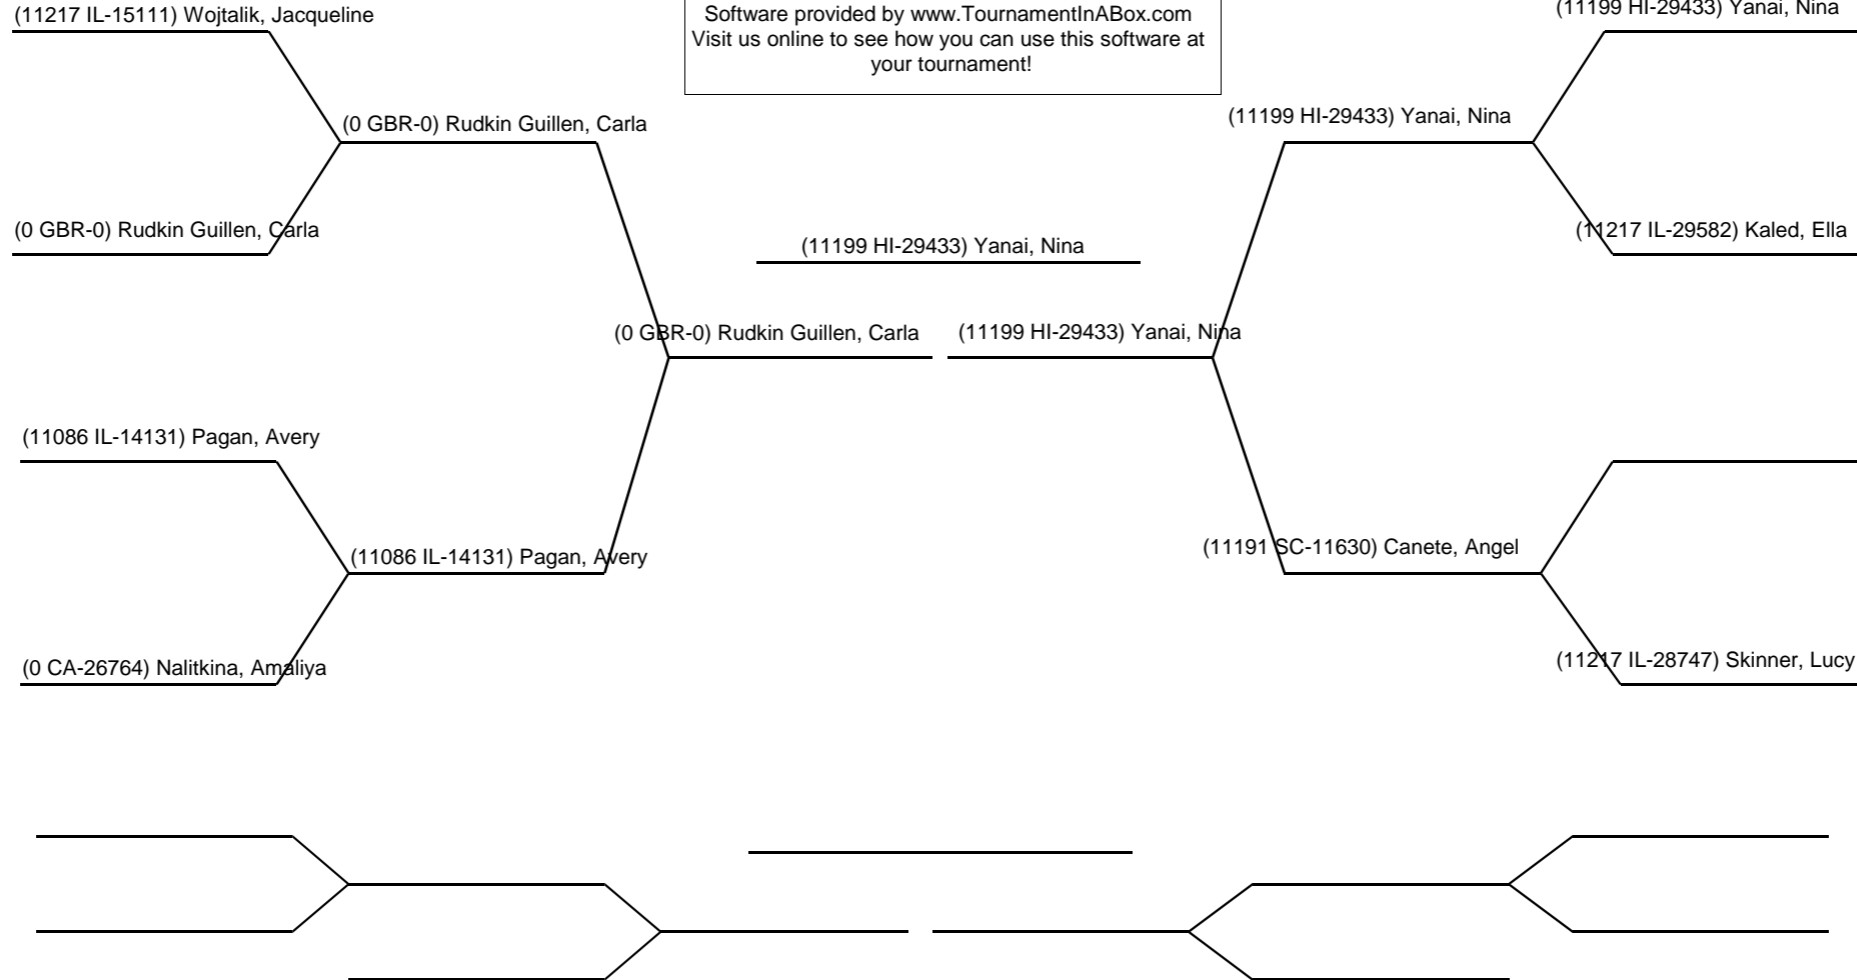 (11217 IL-15111) Wojtalik, Jacqueline
Software provided by www.TournamentInABox.com
Visit us online to see how you can use this software at
your tournament!
(11199 HI-29433) Yanai, Nina
(0 GBR-0) Rudkin Guillen, Carla
(11199 HI-29433) Yanai, Nina
(0 GBR-0) Rudkin Guillen, Carla
(11199 HI-29433) Yanai, Nina
(11217 IL-29582) Kaled, Ella
(0 GBR-0) Rudkin Guillen, Carla
(11199 HI-29433) Yanai, Nina
(11086 IL-14131) Pagan, Avery
(11086 IL-14131) Pagan, Avery
(11191 SC-11630) Canete, Angel
(0 CA-26764) Nalitkina, Amaliya
(11217 IL-28747) Skinner, Lucy